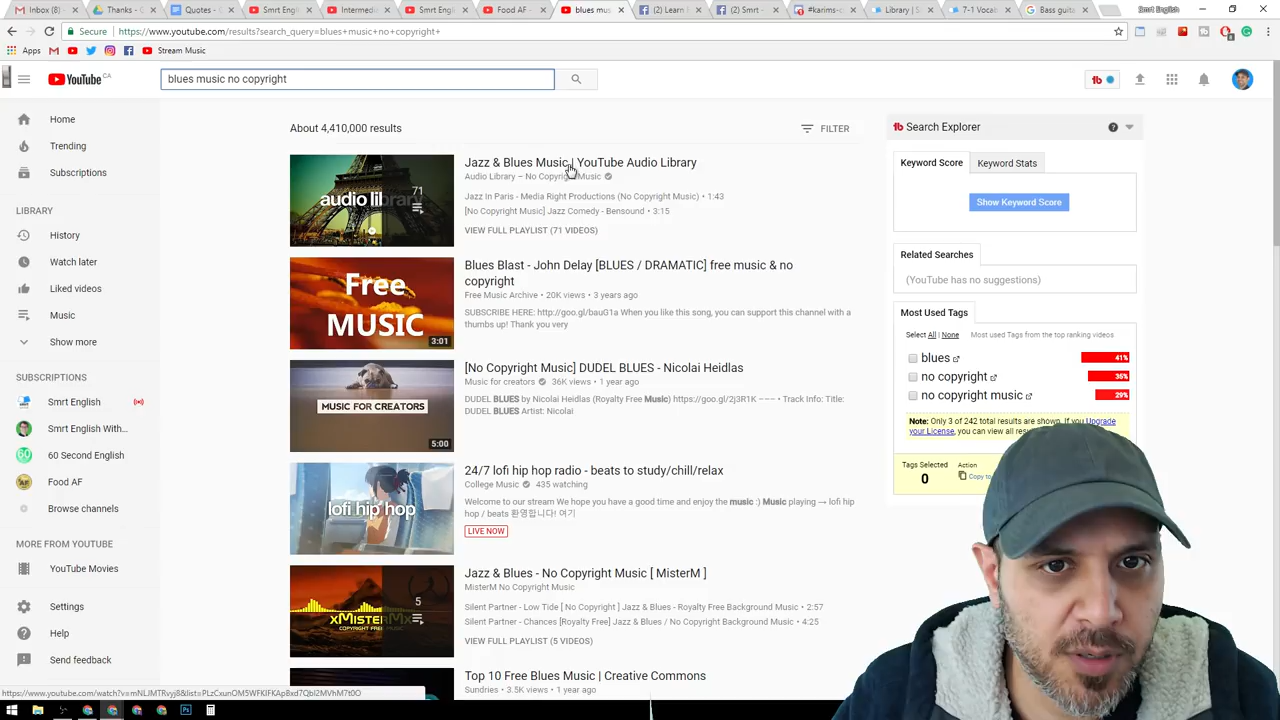 Inbox (8)
Thanks - G
Quotes - G
Smrt Englis
Intermedi
Smrt Engl
Food AF -
blues mus
(2) Learn F
(2) Smrt -
#karims-c
Library | S
7-1 Vocab
Bass guita
Smrt English
Secure | https://www.youtube.com/results?search_query=blues+music+no+copyright+
Apps
Stream Music
YouTube CA
blues music no copyright
Home
Trending
Subscriptions
LIBRARY
History
Watch later
Liked videos
Music
Show more
SUBSCRIPTIONS
Smrt English
Smrt English With...
60 Second English
Food AF
Browse channels
MORE FROM YOUTUBE
YouTube Movies
Settings
Help
Send feedback
About 4,410,000 results
FILTER
audio library
71
Jazz & Blues Music | YouTube Audio Library
Audio Library – No Copyright Music
Jazz In Paris - Media Right Productions (No Copyright Music) • 1:43
[No Copyright Music] Jazz Comedy - Bensound • 3:15
VIEW FULL PLAYLIST (71 VIDEOS)
Free
MUSIC
3:01
Blues Blast - John Delay [BLUES / DRAMATIC] free music & no
copyright
Free Music Archive • 20K views • 3 years ago
SUBSCRIBE HERE: http://goo.gl/bauG1a When you like this song, you can support this channel with a
thumbs up! Thank you very
MUSIC FOR CREATORS
5:00
[No Copyright Music] DUDEL BLUES - Nicolai Heidlas
Music for creators • 36K views • 1 year ago
DUDEL BLUES by Nicolai Heidlas (Royalty Free Music) https://goo.gl/2j3R1K ––– • Track Info: Title:
DUDEL BLUES Artist: Nicolai
lofi hip hop
24/7 lofi hip hop radio - beats to study/chill/relax
College Music • 435 watching
Welcome to our stream We hope you have a good time and enjoy the music :) Music playing → lofi hip
hop / beats 환영합니다! 여기
LIVE NOW
xMisterMx
COPYRIGHT FREE MUSIC
5
Jazz & Blues - No Copyright Music [ MisterM ]
MisterM No Copyright Music
Silent Partner - Low Tide [ No Copyright ] Jazz & Blues - Royalty Free Background Music • 2:57
Silent Partner - Chances [Royalty Free] Jazz & Blues / No Copyright Background Music • 4:25
VIEW FULL PLAYLIST (5 VIDEOS)
Top 10 Free Blues Music | Creative Commons
Sundries • 3.5K views • 1 year ago
tb
tb Search Explorer
Keyword Score
Keyword Stats
Show Keyword Score
Related Searches
(YouTube has no suggestions)
Most Used Tags
Select All | None
Most used Tags from the top ranking videos
blues
41%
no copyright
35%
no copyright music
29%
Note: Only 3 of 242 total results are shown. If you Upgrade
your License, you can view all
Tags Selected
0
Action
Copy to